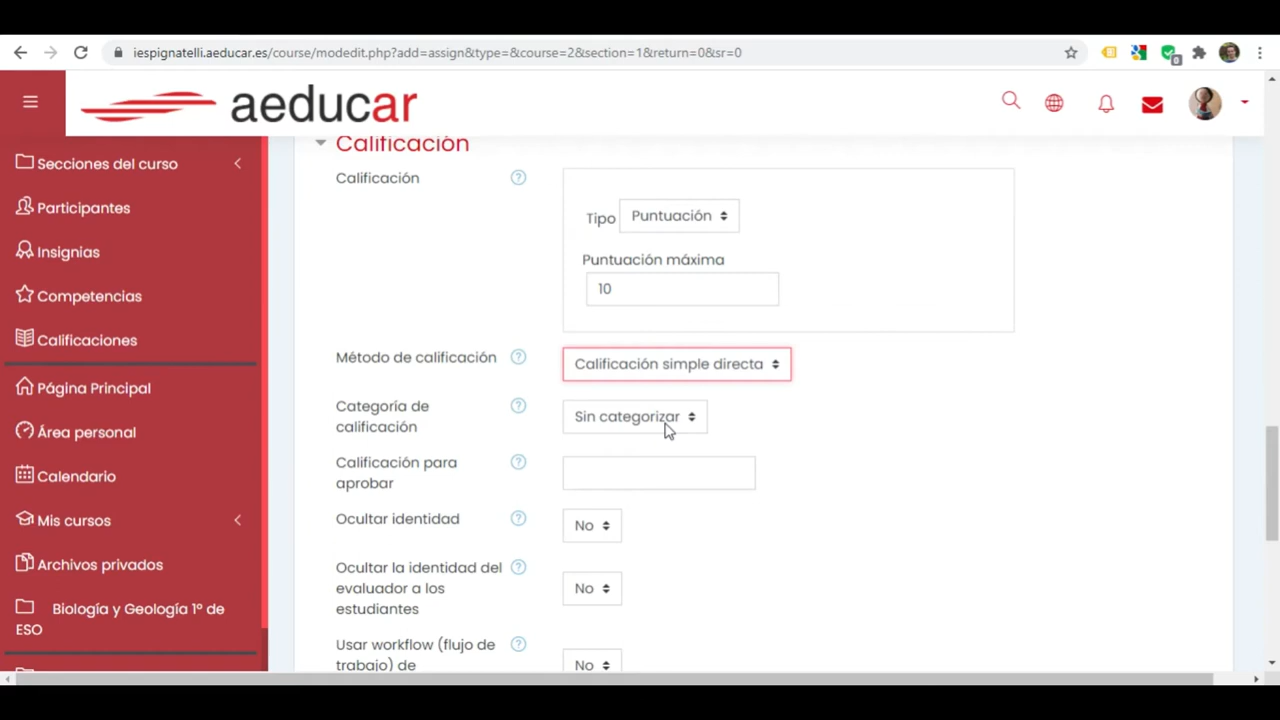 iespignatelli.aeducar.es/course/modedit.php?add=assign&type=&course=2&section=1&return=0&sr=0
aeducar
Secciones del curso
Participantes
Insignias
Competencias
Calificaciones
Página Principal
Área personal
Calendario
Mis cursos
Archivos privados
Biología y Geología 1º de
ESO
Calificación
Calificación
Tipo Puntuación
Puntuación máxima
10
Método de calificación
Calificación simple directa
Categoría de
calificación
Sin categorizar
Calificación para
aprobar
Ocultar identidad
No
Ocultar la identidad del
evaluador a los
estudiantes
No
Usar workflow (flujo de
trabajo) de
No